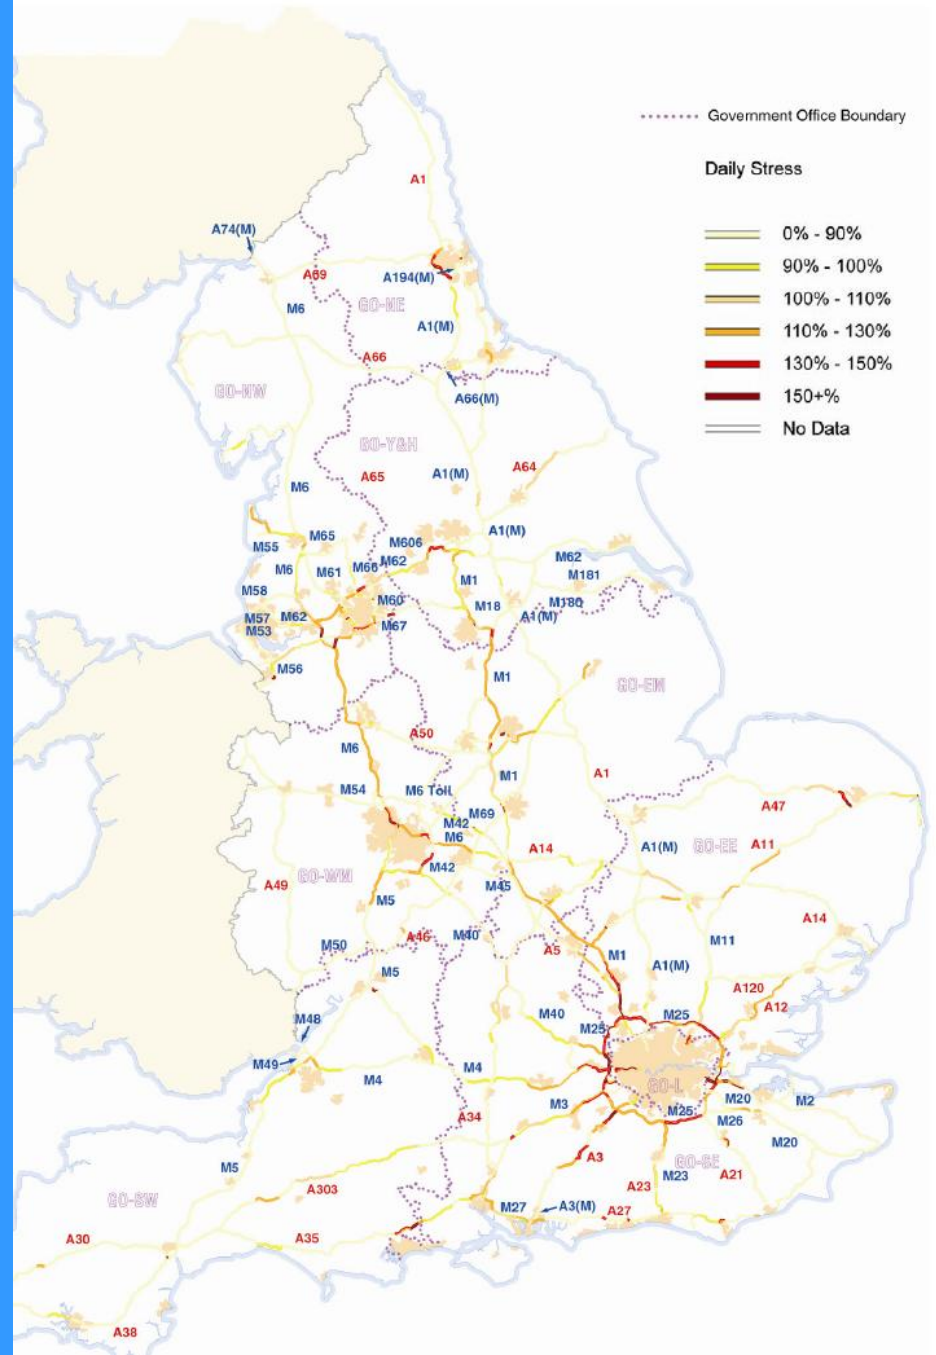 Government Office Boundary
Daily Stress
0% - 90%
90% - 100%
100% - 110%
110% - 130%
130% - 150%
150+%
No Data
A1
A74(M)
A69
A194(M)
M6
GO-NE
A1(M)
A66
GO-NW
A66(M)
GO-Y&H
A65
A1(M)
A64
M6
A1(M)
M65
M606
M55
M62
M62
M6
M61
M66
M181
M1
M58
M60
M18
M180
M57
M62
M67
A1(M)
M53
M56
M1
GO-EM
A50
M6
M1
A1
M54
M6 Toll
A47
M69
M42
M6
A14
A1(M)
GO-EE
A11
M42
GO-WM
A49
M45
M5
A14
A46
M40
M50
A5
M1
M11
M5
A1(M)
A120
A12
M48
M40
M25
M25
M49
M4
M4
GO-L
M3
M20
M2
A34
M25
M26
M20
M5
A3
GO-SE
M23
A21
GO-SW
A303
A23
M27
A3(M)
A27
A30
A35
A38